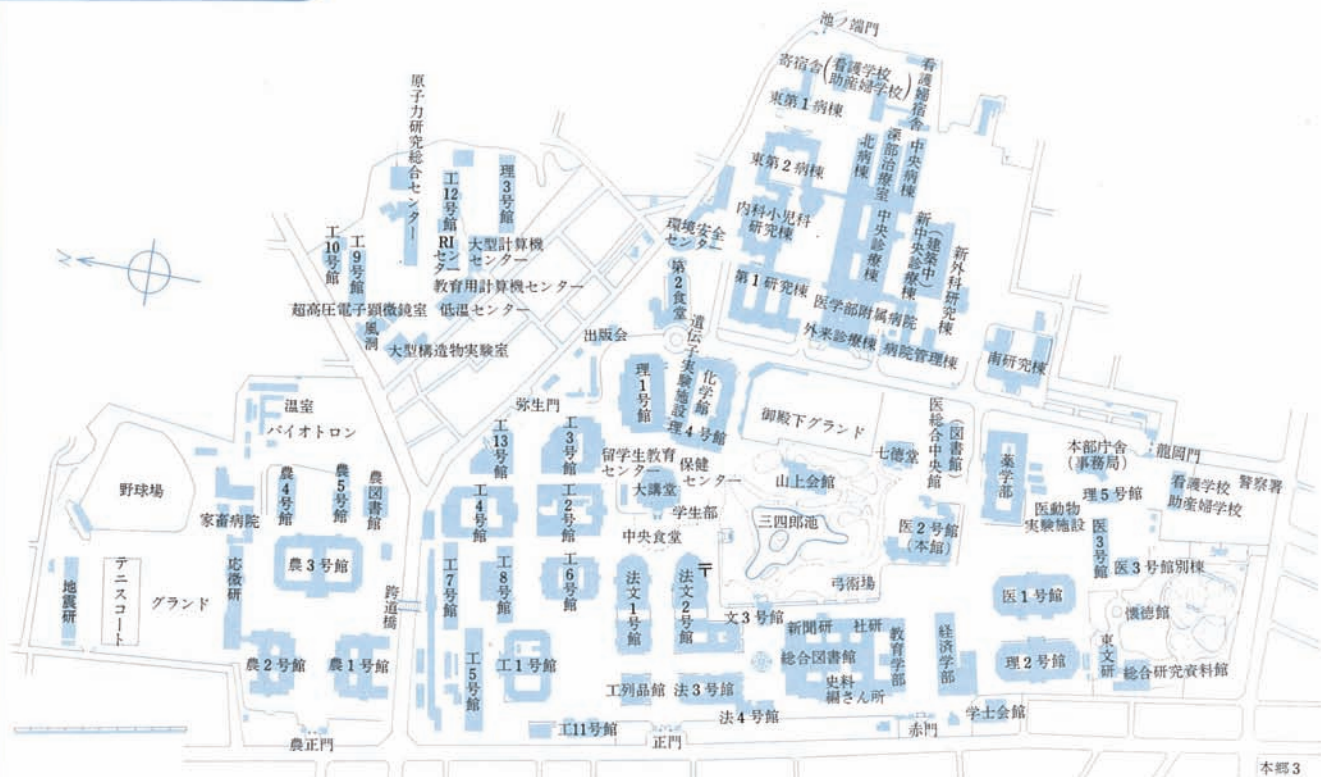 池ノ端門
寄宿舎(看護学校
助産婦学校)
看護婦宿舎
東第1病棟
原子力研究総合センター
東第2病棟
北病棟
深部治療室
中央病棟
工12号館
理3号館
内科小児科
研究棟
環境安全
センター
中央診療棟
新中央診療棟
(建築中)
新外科研究棟
工10号館
工9号館
RI
センター
大型計算機
センター
教育用計算機センター
第2食堂
第1研究棟
医学部附属病院
超高圧電子顕微鏡室
低温センター
風洞
大型構造物実験室
出版会
遺伝子実験施設
外来診療棟
病院管理棟
南研究棟
理1号館
化学館
理4号館
温室
バイオトロン
弥生門
御殿下グランド
医総合中央館
(図書館)
工13号館
工3号館
留学生教育
センター
保健
センター
七徳堂
薬学部
本部庁舎
(事務局)
龍岡門
野球場
農4号館
農5号館
農図書館
大講堂
山上会館
理5号館
看護学校
助産婦学校
警察署
家畜病院
工4号館
工2号館
学生部
三四郎池
医2号館
(本館)
医動物
実験施設
中央食堂
医3号館
農3号館
地震研
テニスコート
グランド
応微研
跨道橋
工7号館
工8号館
工6号館
法文1号館
法文2号館
〒
弓術場
医3号館別棟
医1号館
懐徳館
文3号館
新聞研
社研
教育学部
経済学部
農2号館
農1号館
工5号館
工1号館
総合図書館
理2号館
東文研
総合研究資料館
工列品館
法3号館
史料
編さん所
法4号館
学士会館
農正門
工11号館
正門
赤門
本郷3
N